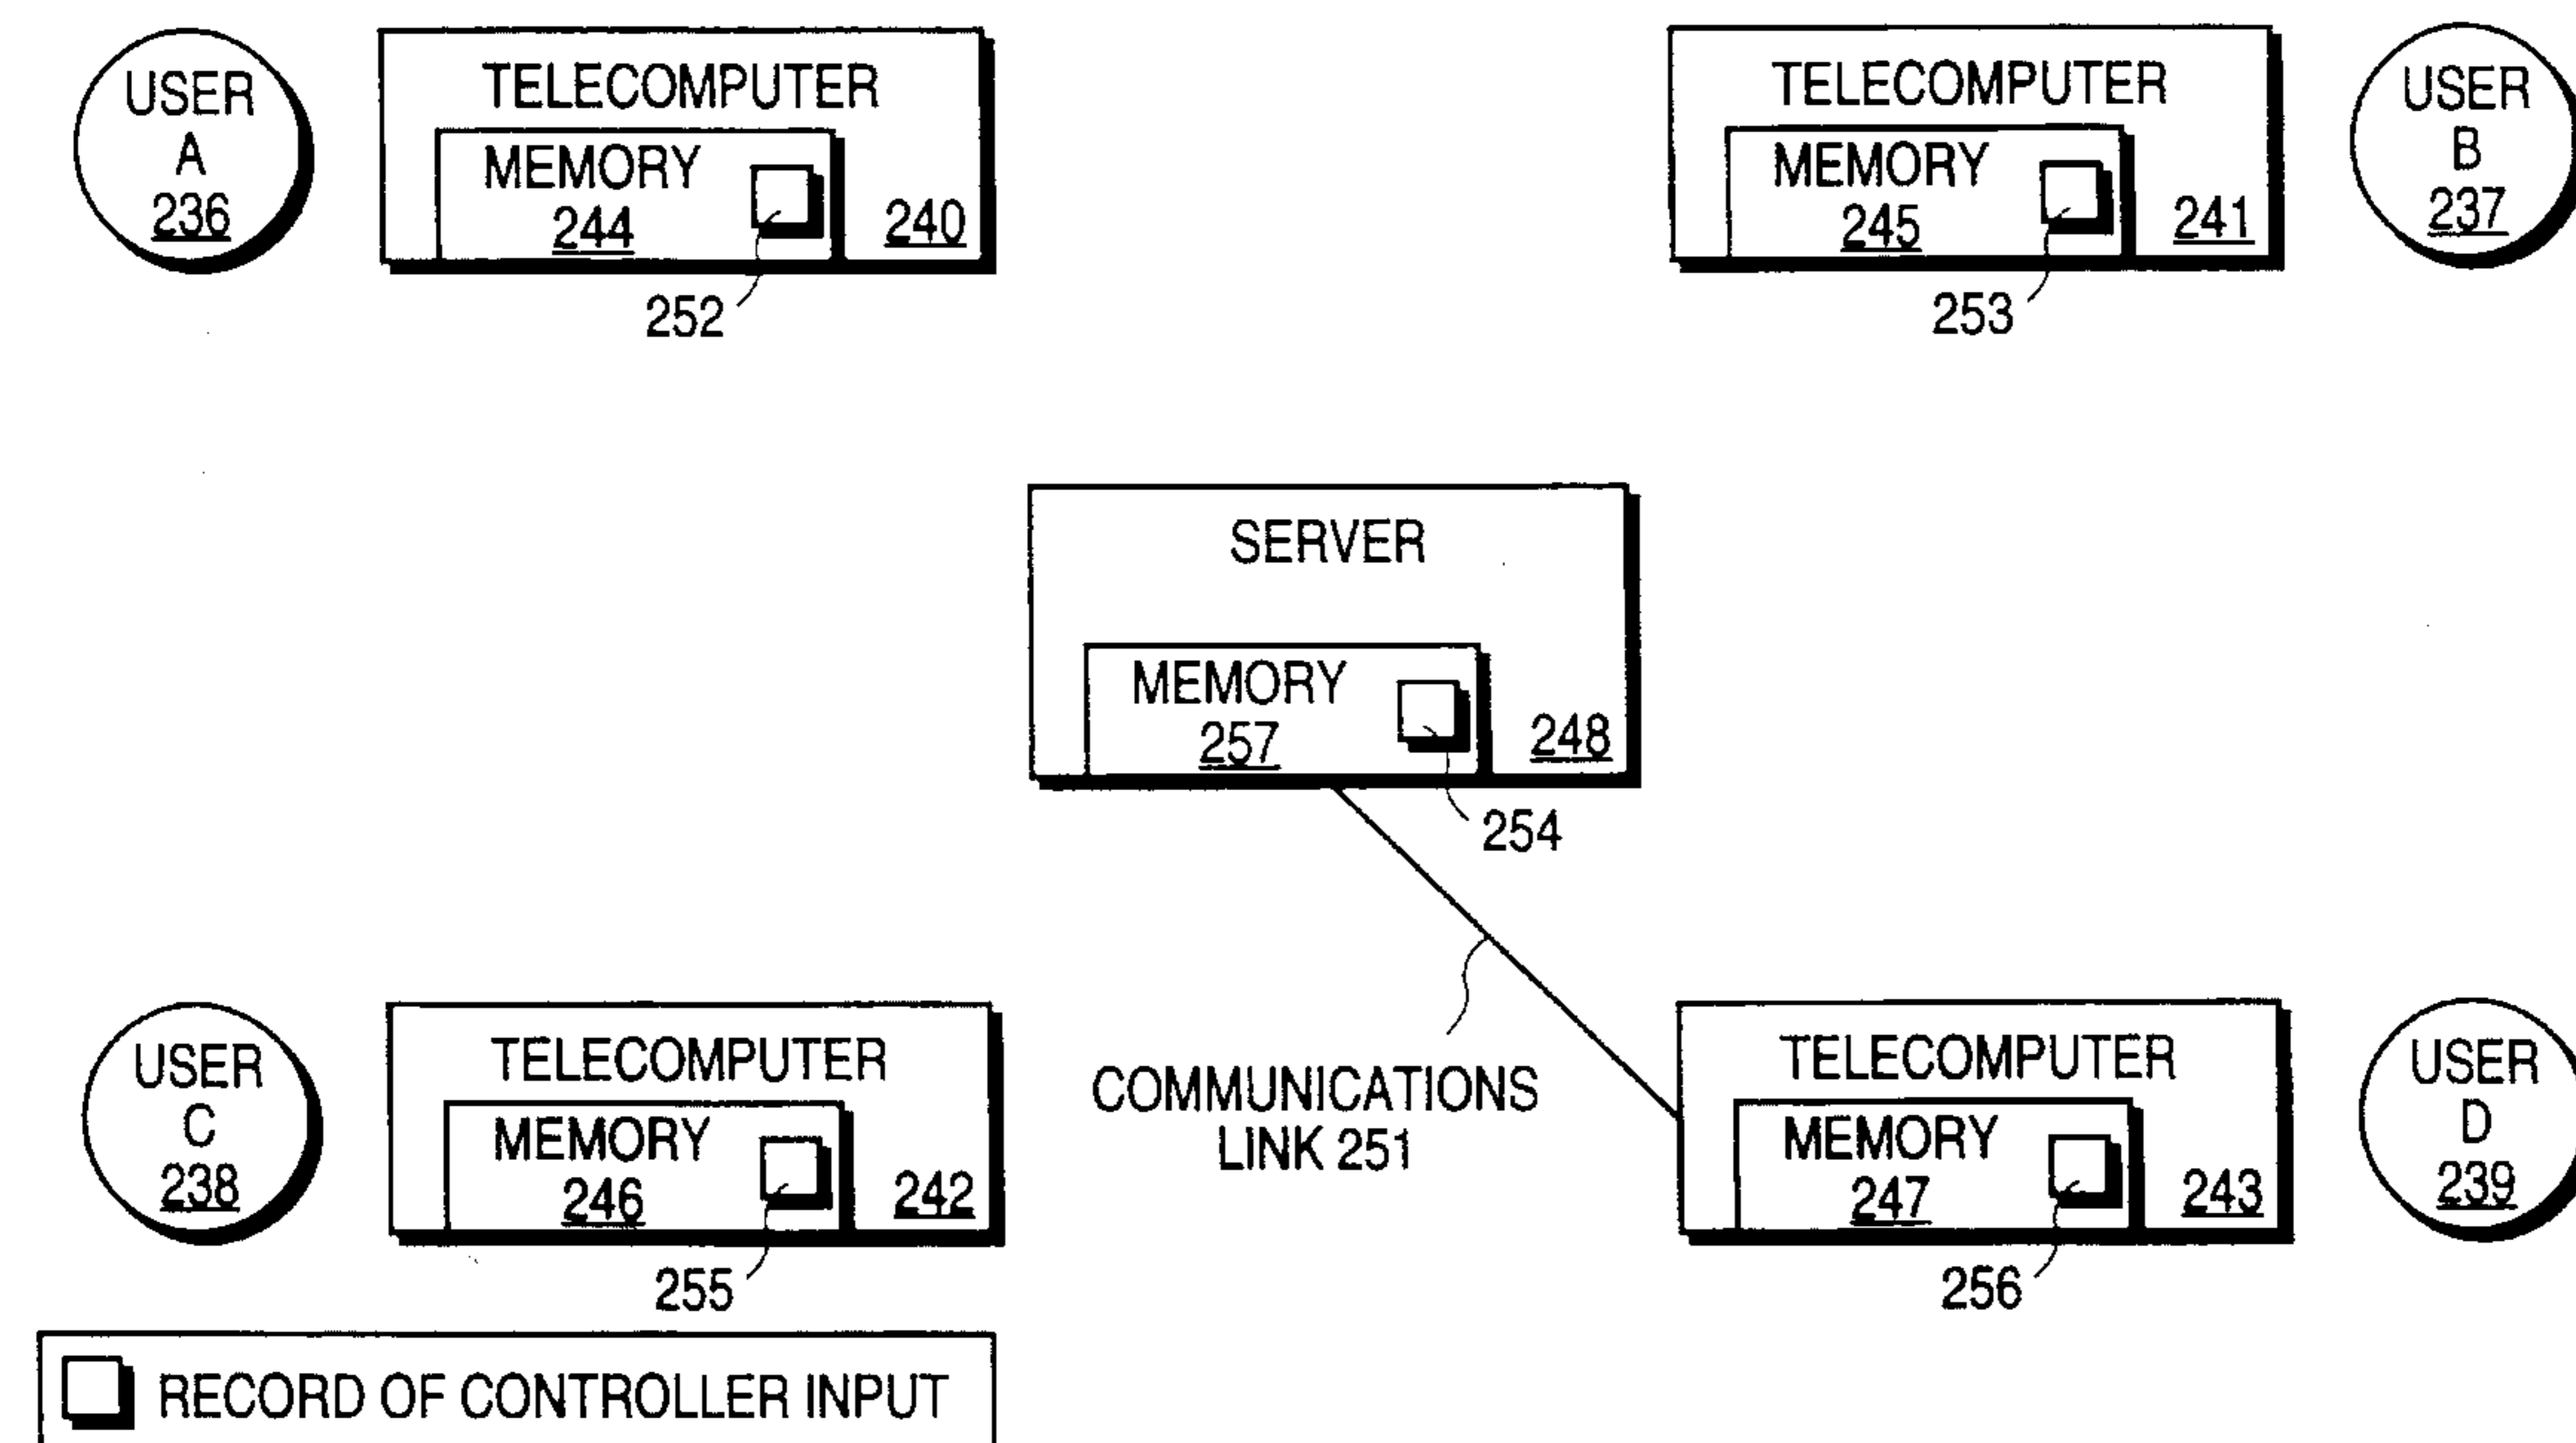 USER
A
236
TELECOMPUTER
MEMORY
244
240
252
TELECOMPUTER
MEMORY
245
241
253
USER
B
237
SERVER
MEMORY
257
248
254
USER
C
238
TELECOMPUTER
MEMORY
246
242
255
COMMUNICATIONS
LINK 251
TELECOMPUTER
MEMORY
247
243
256
USER
D
239
RECORD OF CONTROLLER INPUT